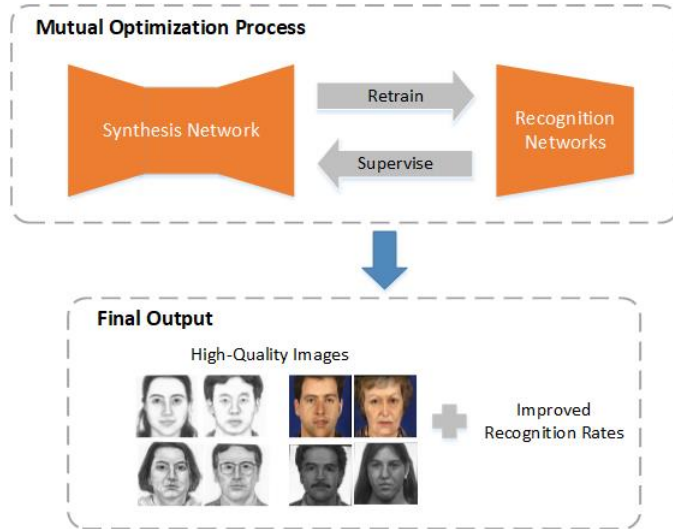 Mutual Optimization Process
Synthesis Network
Retrain
Supervise
Recognition
Networks
Final Output
High-Quality Images
Improved
Recognition Rates